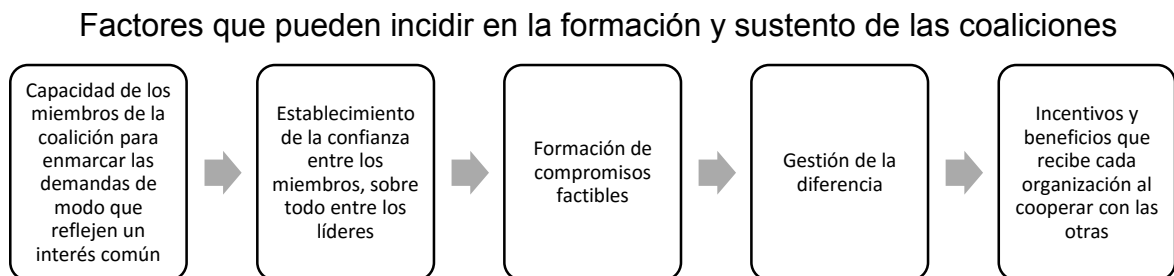 Factores que pueden incidir en la formación y sustento de las coaliciones
Capacidad de los
miembros de la
coalición para
enmarcar las
demandas de
modo que
reflejen un
interés común
Establecimiento
de la confianza
entre los
miembros, sobre
todo entre los
líderes
Formación de
compromisos
factibles
Gestión de la
diferencia
Incentivos y
beneficios que
recibe cada
organización al
cooperar con las
otras